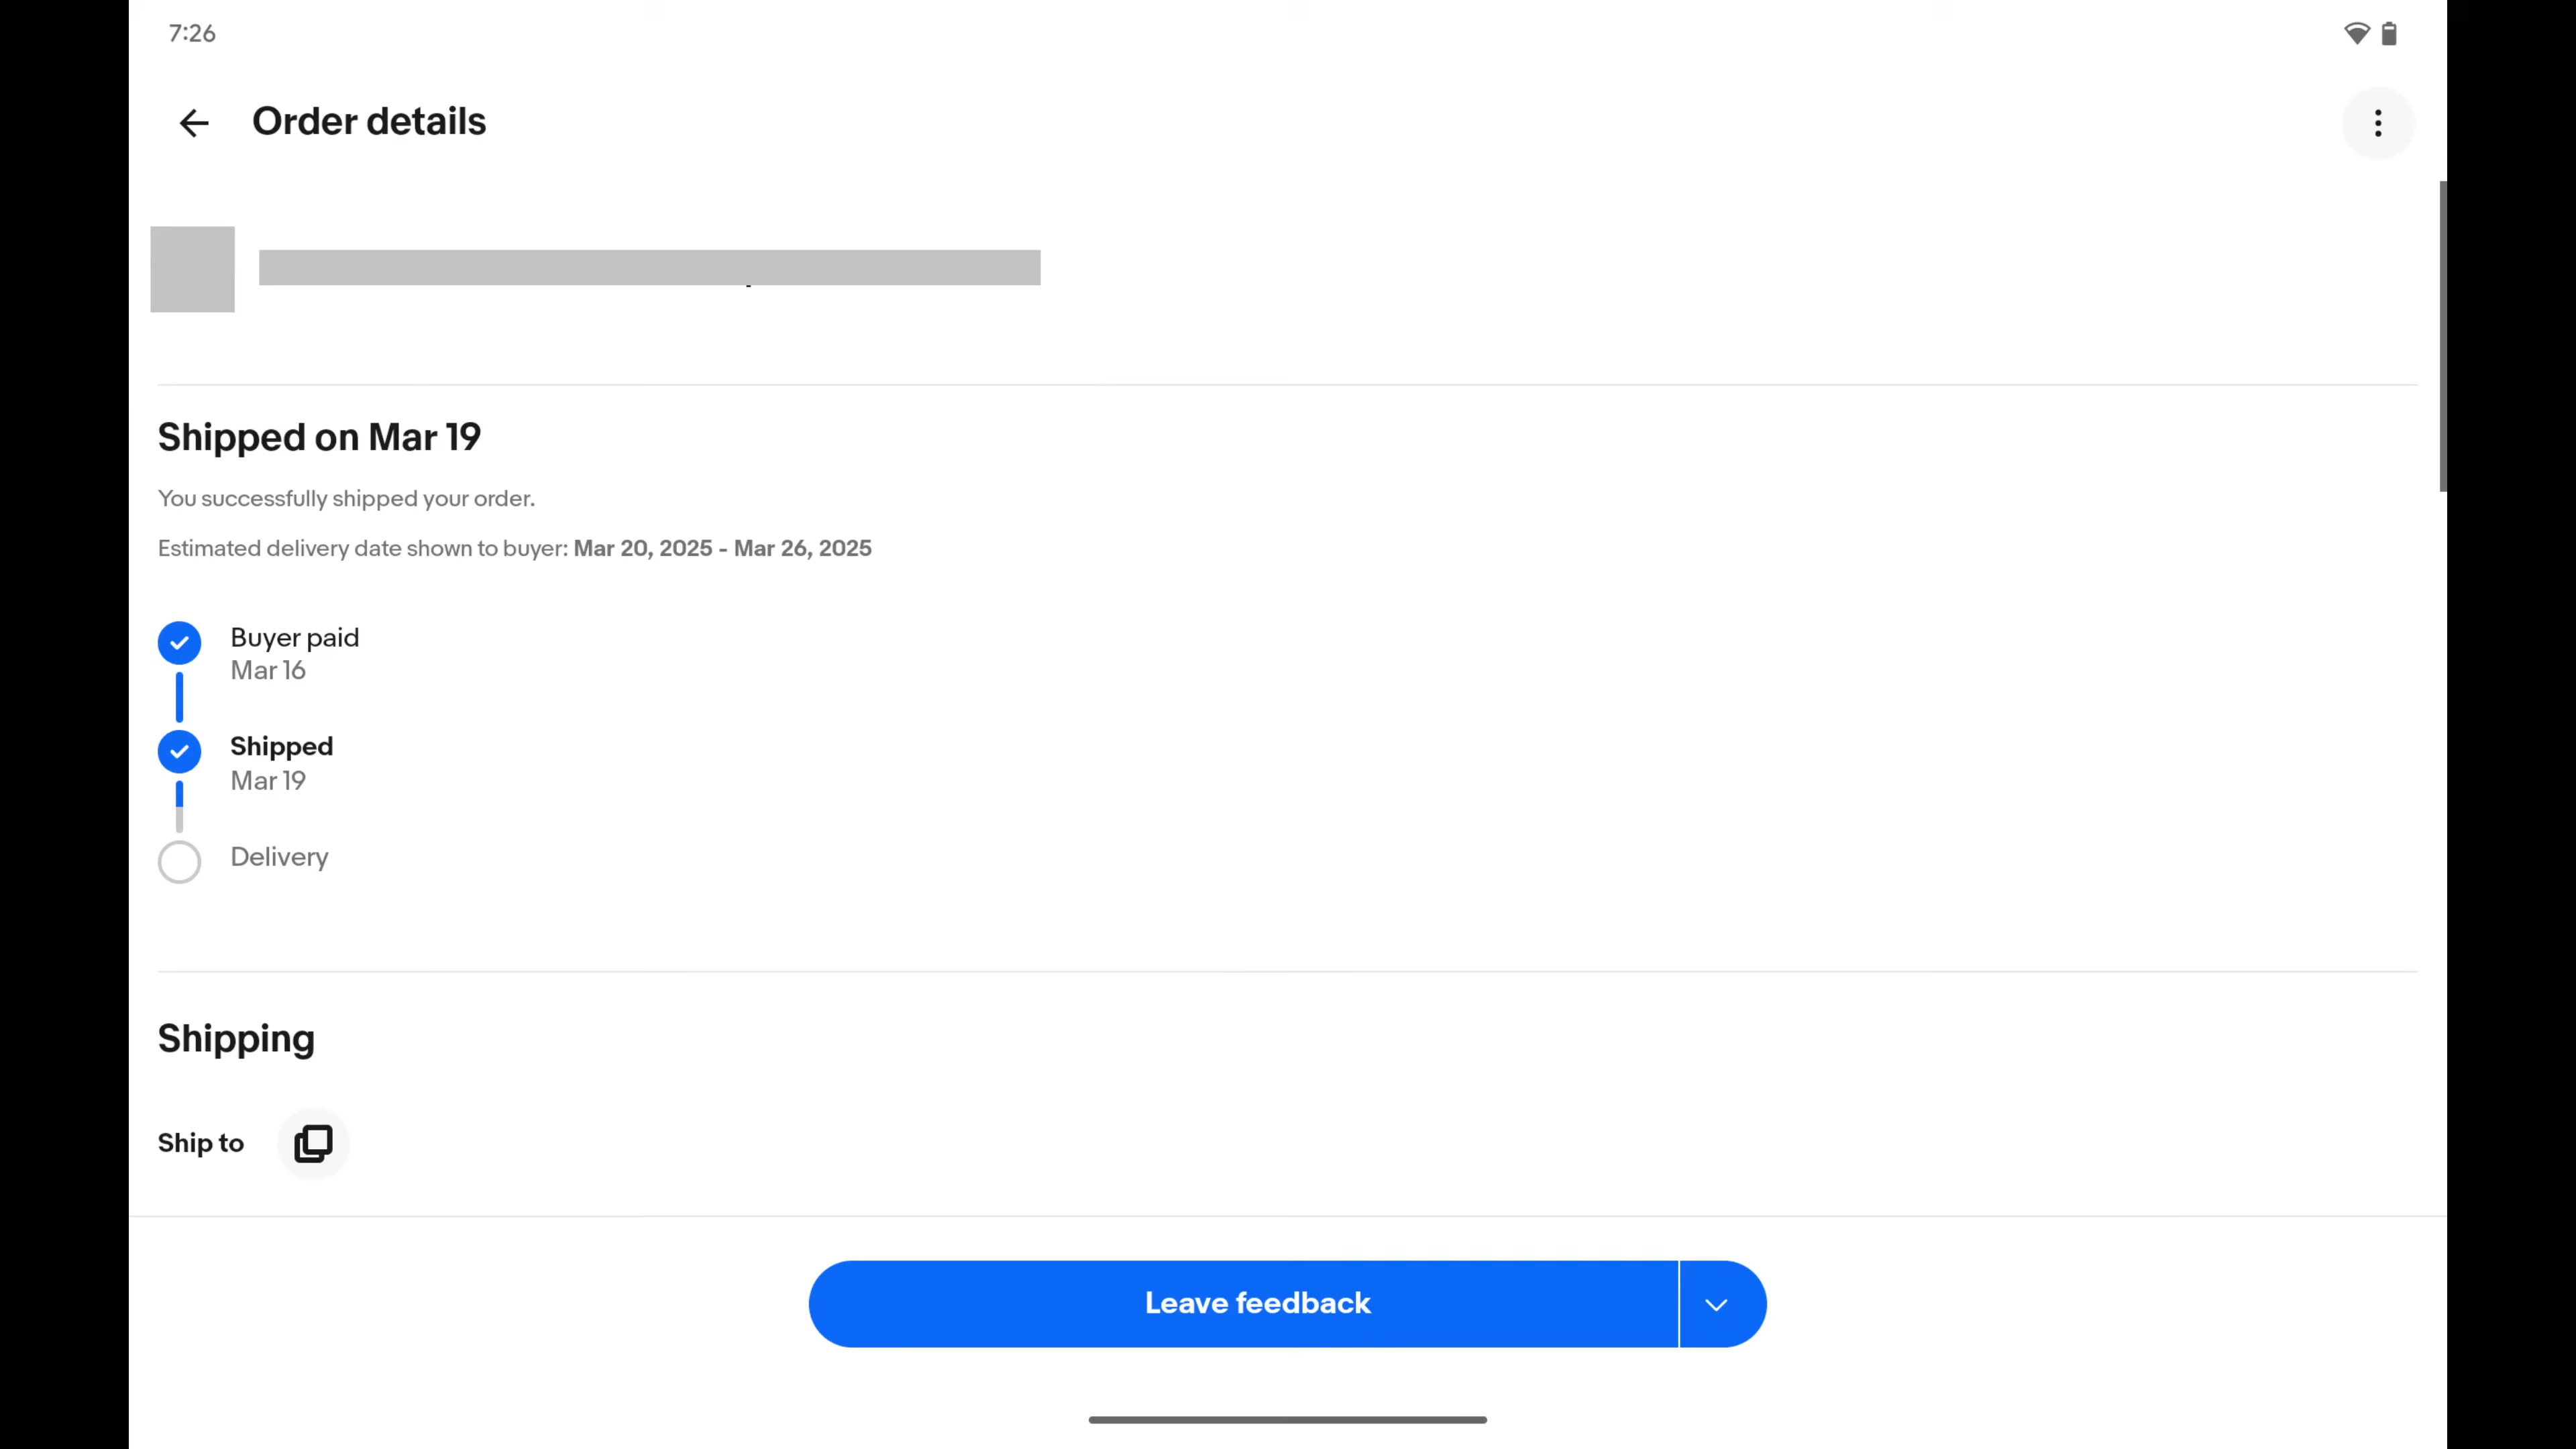 7:26
Order details
Shipped on Mar 19
You successfully shipped your order.
Estimated delivery date shown to buyer: Mar 20, 2025 - Mar 26, 2025
Buyer paid
Mar 16
Shipped
Mar 19
Delivery
Shipping
Ship to
Leave feedback